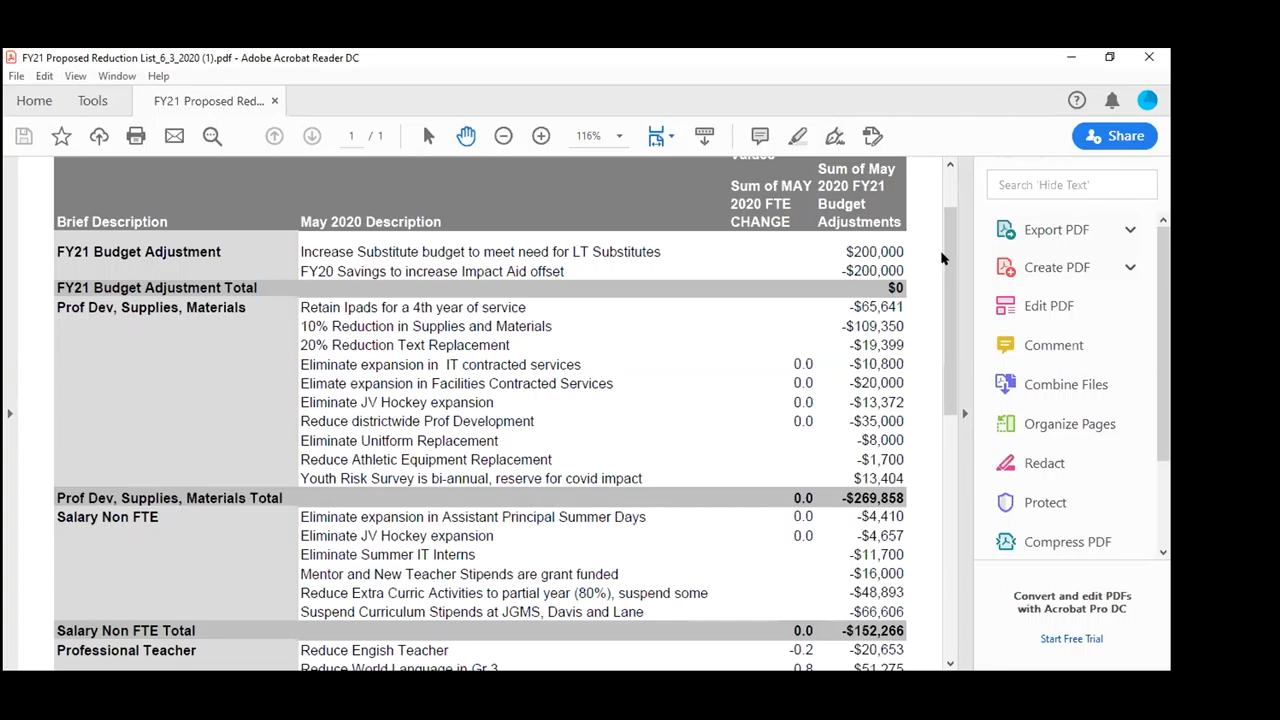 FY21 Proposed Reduction List_6_3_2020 (1).pdf - Adobe Acrobat Reader DC
File Edit View Window Help
Home Tools FY21 Proposed Red... ×
1 / 1 116% Share
Values
Sum of May
Sum of MAY 2020 FY21
2020 FTE Budget
Brief Description May 2020 Description CHANGE Adjustments
FY21 Budget Adjustment Increase Substitute budget to meet need for LT Substitutes $200,000
FY20 Savings to increase Impact Aid offset -$200,000
FY21 Budget Adjustment Total $0
Prof Dev, Supplies, Materials Retain Ipads for a 4th year of service -$65,641
10% Reduction in Supplies and Materials -$109,350
20% Reduction Text Replacement -$19,399
Eliminate expansion in IT contracted services 0.0 -$10,800
Elimate expansion in Facilities Contracted Services 0.0 -$20,000
Eliminate JV Hockey expansion 0.0 -$13,372
Reduce districtwide Prof Development 0.0 -$35,000
Eliminate Unitform Replacement -$8,000
Reduce Athletic Equipment Replacement -$1,700
Youth Risk Survey is bi-annual, reserve for covid impact $13,404
Prof Dev, Supplies, Materials Total 0.0 -$269,858
Salary Non FTE Eliminate expansion in Assistant Principal Summer Days 0.0 -$4,410
Eliminate JV Hockey expansion 0.0 -$4,657
Eliminate Summer IT Interns -$11,700
Mentor and New Teacher Stipends are grant funded -$16,000
Reduce Extra Curric Activities to partial year (80%), suspend some -$48,893
Suspend Curriculum Stipends at JGMS, Davis and Lane -$66,606
Salary Non FTE Total 0.0 -$152,266
Professional Teacher Reduce Engish Teacher -0.2 -$20,653
Reduce World Language in Gr 3 0.8 $51,275
Search 'Hide Text'
Export PDF
Create PDF
Edit PDF
Comment
Combine Files
Organize Pages
Redact
Protect
Compress PDF
Convert and edit PDFs
with Acrobat Pro DC
Start Free Trial